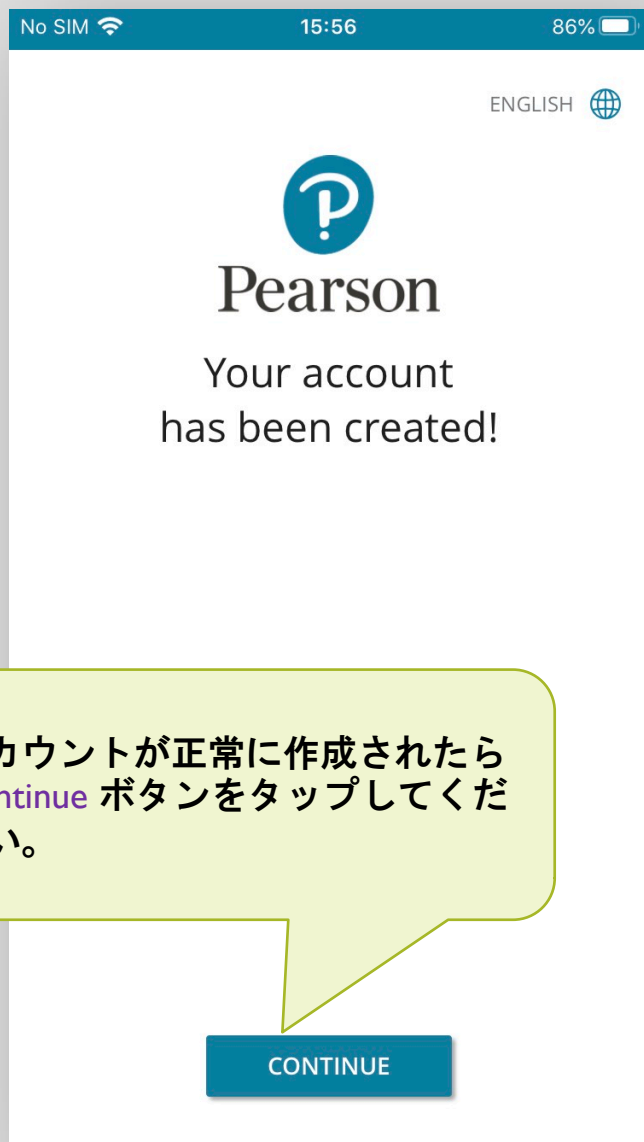 No SIM 15:56 86%
ENGLISH
Pearson
Your account
has been created!
カウントが正常に作成されたら
ntinue ボタンをタップしてくだ
い。
CONTINUE